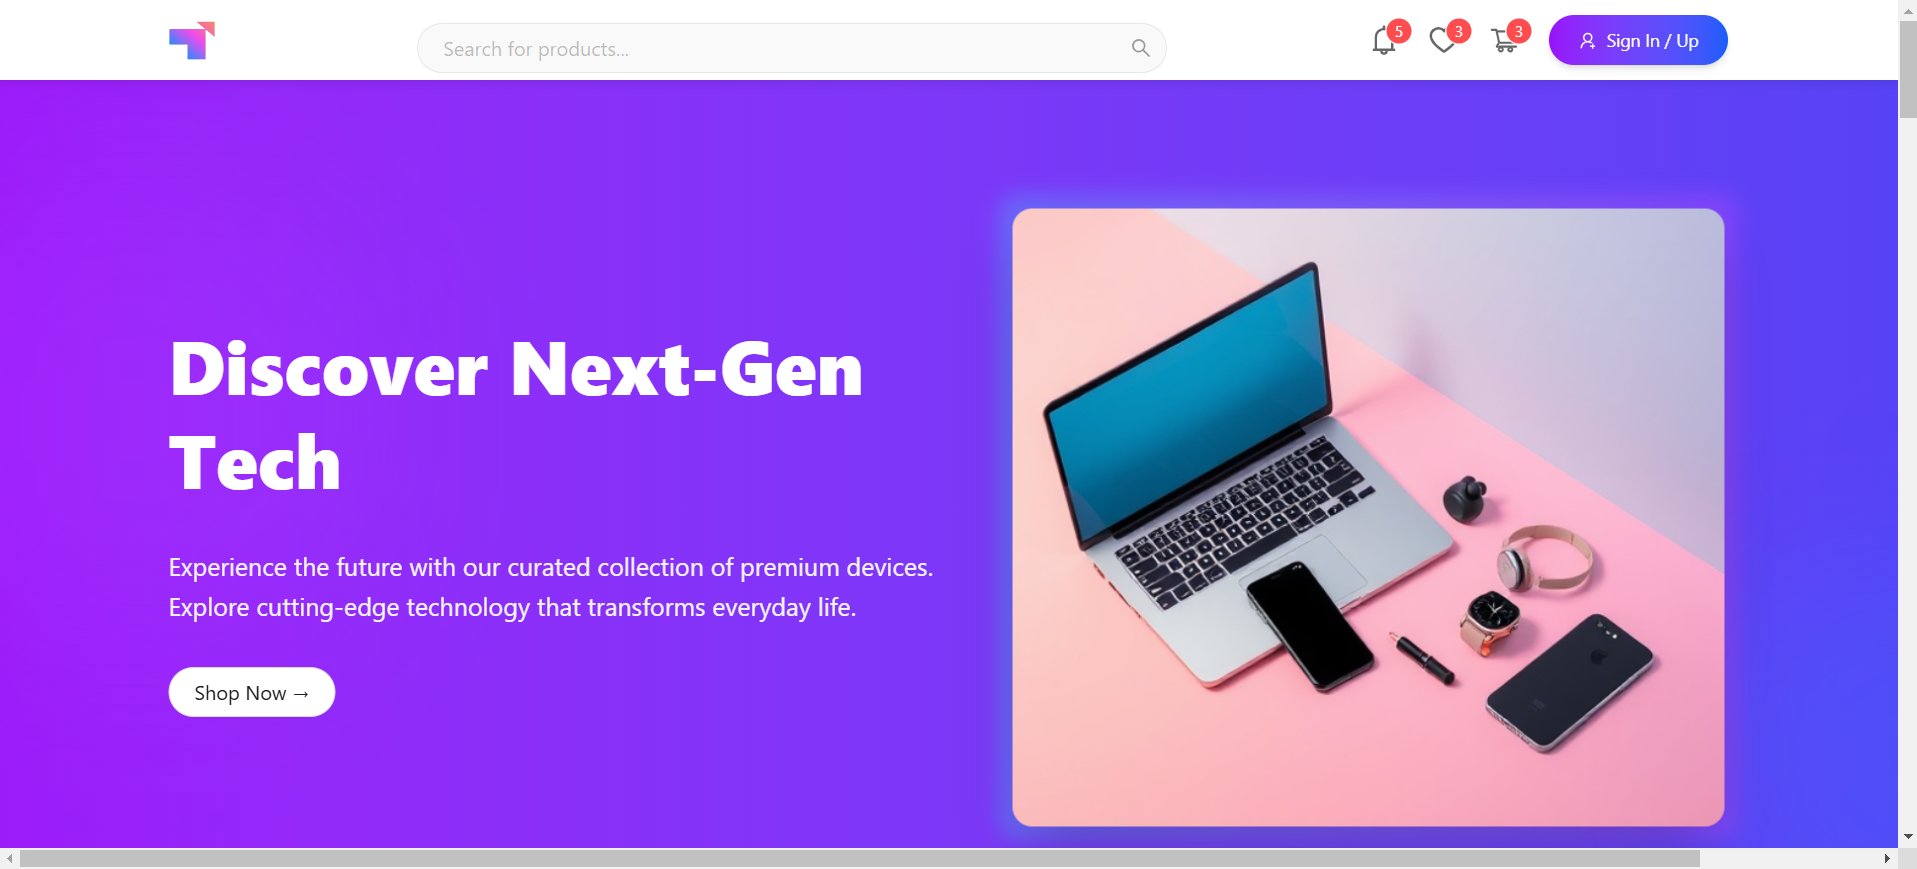 Search for products...
5
3
3
Sign In / Up
Discover Next-Gen
Tech
Experience the future with our curated collection of premium devices.
Explore cutting-edge technology that transforms everyday life.
Shop Now →